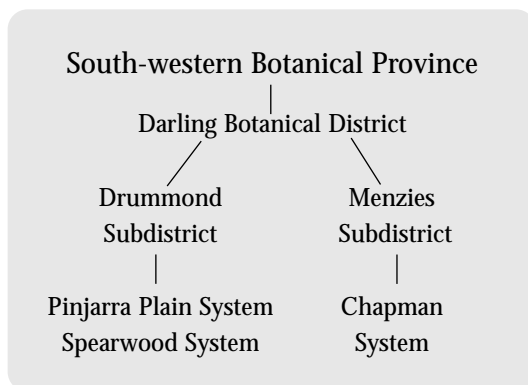 South-western Botanical Province
Darling Botanical District
Drummond
Subdistrict
Menzies
Subdistrict
Pinjarra Plain System
Spearwood System
Chapman
System